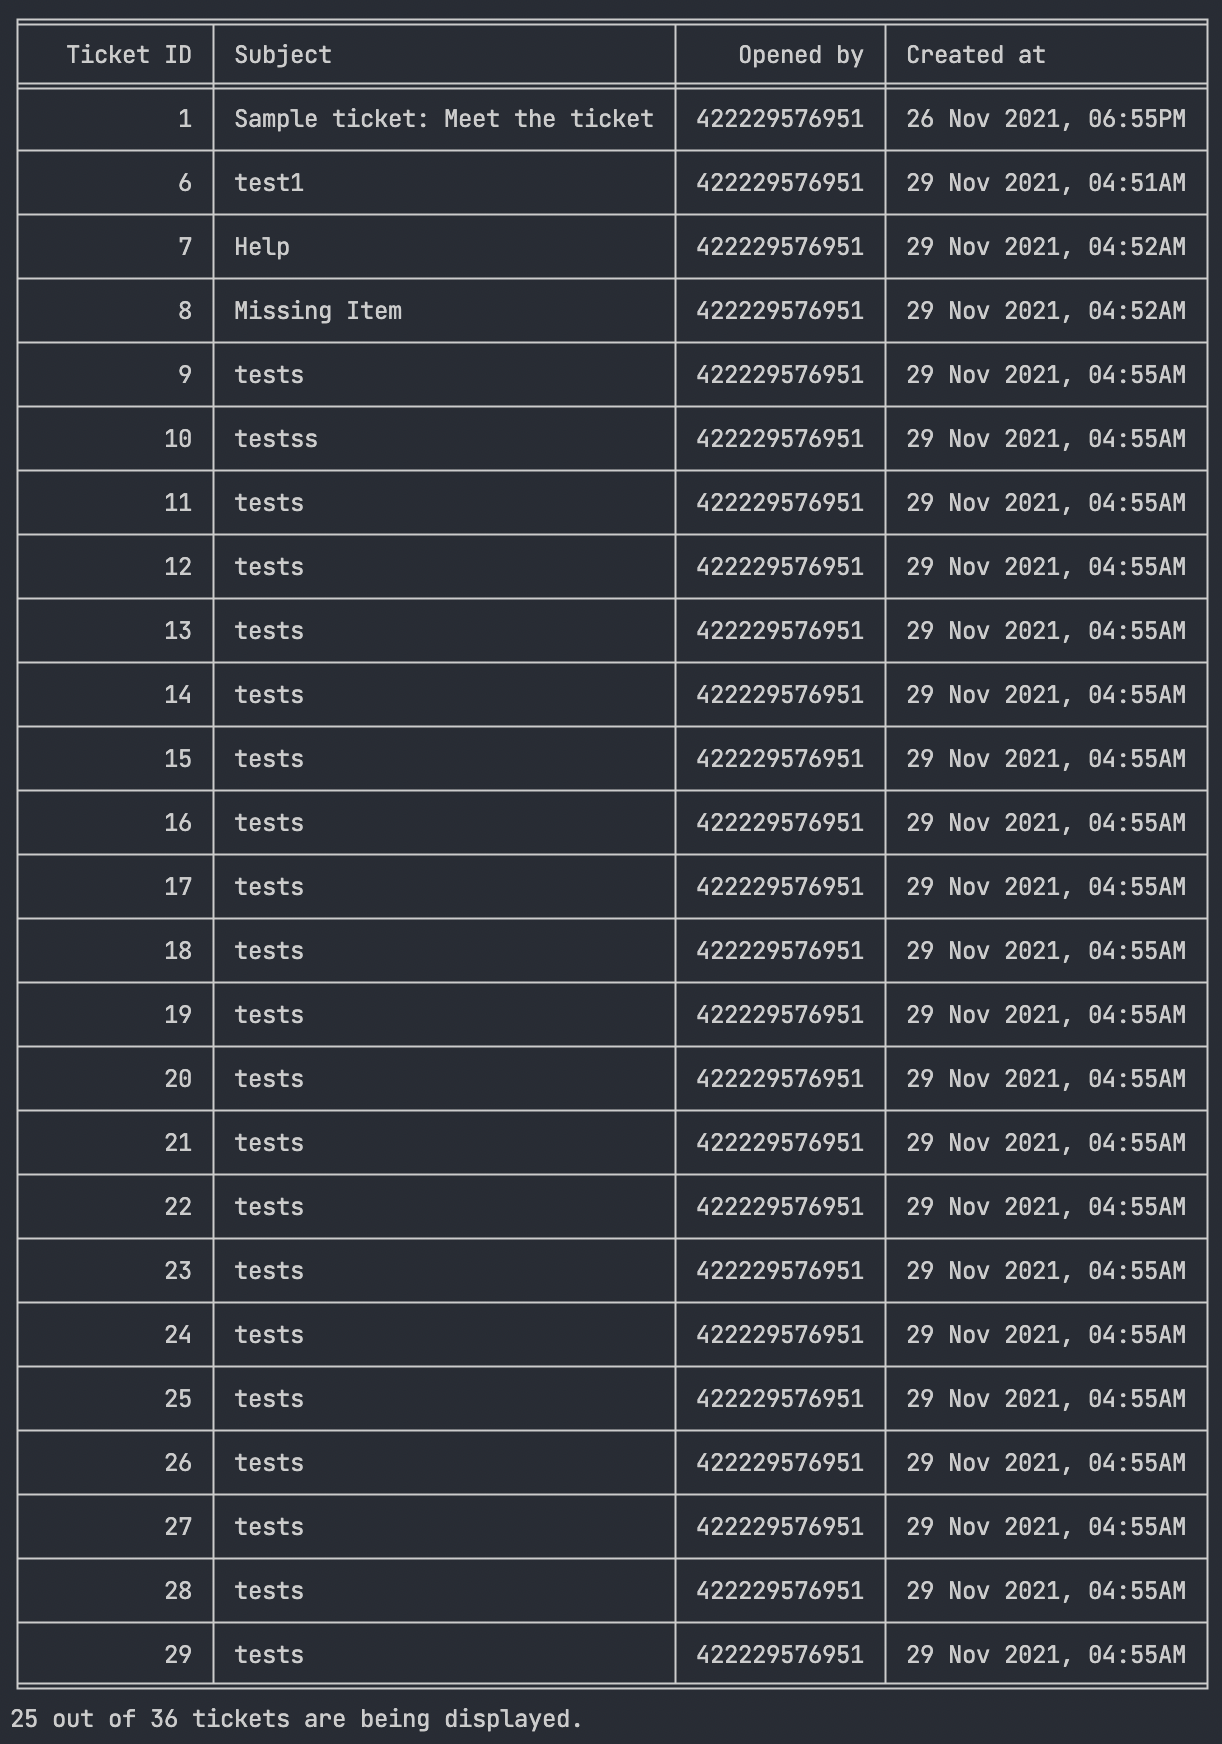 Ticket ID Subject Opened by Created at
1 Sample ticket: Meet the ticket 422229576951 26 Nov 2021, 06:55PM
6 test1 422229576951 29 Nov 2021, 04:51AM
7 Help 422229576951 29 Nov 2021, 04:52AM
8 Missing Item 422229576951 29 Nov 2021, 04:52AM
9 tests 422229576951 29 Nov 2021, 04:55AM
10 testss 422229576951 29 Nov 2021, 04:55AM
11 tests 422229576951 29 Nov 2021, 04:55AM
12 tests 422229576951 29 Nov 2021, 04:55AM
13 tests 422229576951 29 Nov 2021, 04:55AM
14 tests 422229576951 29 Nov 2021, 04:55AM
15 tests 422229576951 29 Nov 2021, 04:55AM
16 tests 422229576951 29 Nov 2021, 04:55AM
17 tests 422229576951 29 Nov 2021, 04:55AM
18 tests 422229576951 29 Nov 2021, 04:55AM
19 tests 422229576951 29 Nov 2021, 04:55AM
20 tests 422229576951 29 Nov 2021, 04:55AM
21 tests 422229576951 29 Nov 2021, 04:55AM
22 tests 422229576951 29 Nov 2021, 04:55AM
23 tests 422229576951 29 Nov 2021, 04:55AM
24 tests 422229576951 29 Nov 2021, 04:55AM
25 tests 422229576951 29 Nov 2021, 04:55AM
26 tests 422229576951 29 Nov 2021, 04:55AM
27 tests 422229576951 29 Nov 2021, 04:55AM
28 tests 422229576951 29 Nov 2021, 04:55AM
29 tests 422229576951 29 Nov 2021, 04:55AM
25 out of 36 tickets are being displayed.